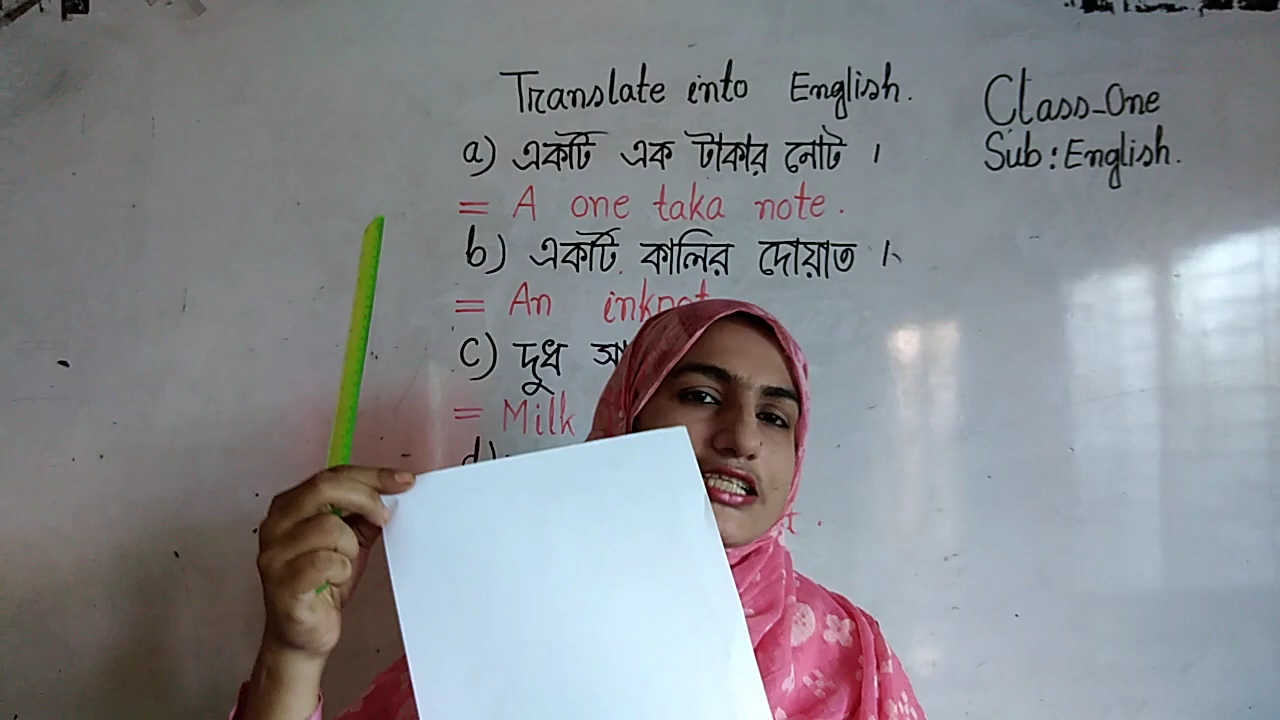 Translate into English.
Class-One
Sub: English.
a) একটি এক টাকার নোট ।
= A one taka note.
b) একটি কালির দোয়াত ।
= An inkpot
c) দুধ
= Milk
d)